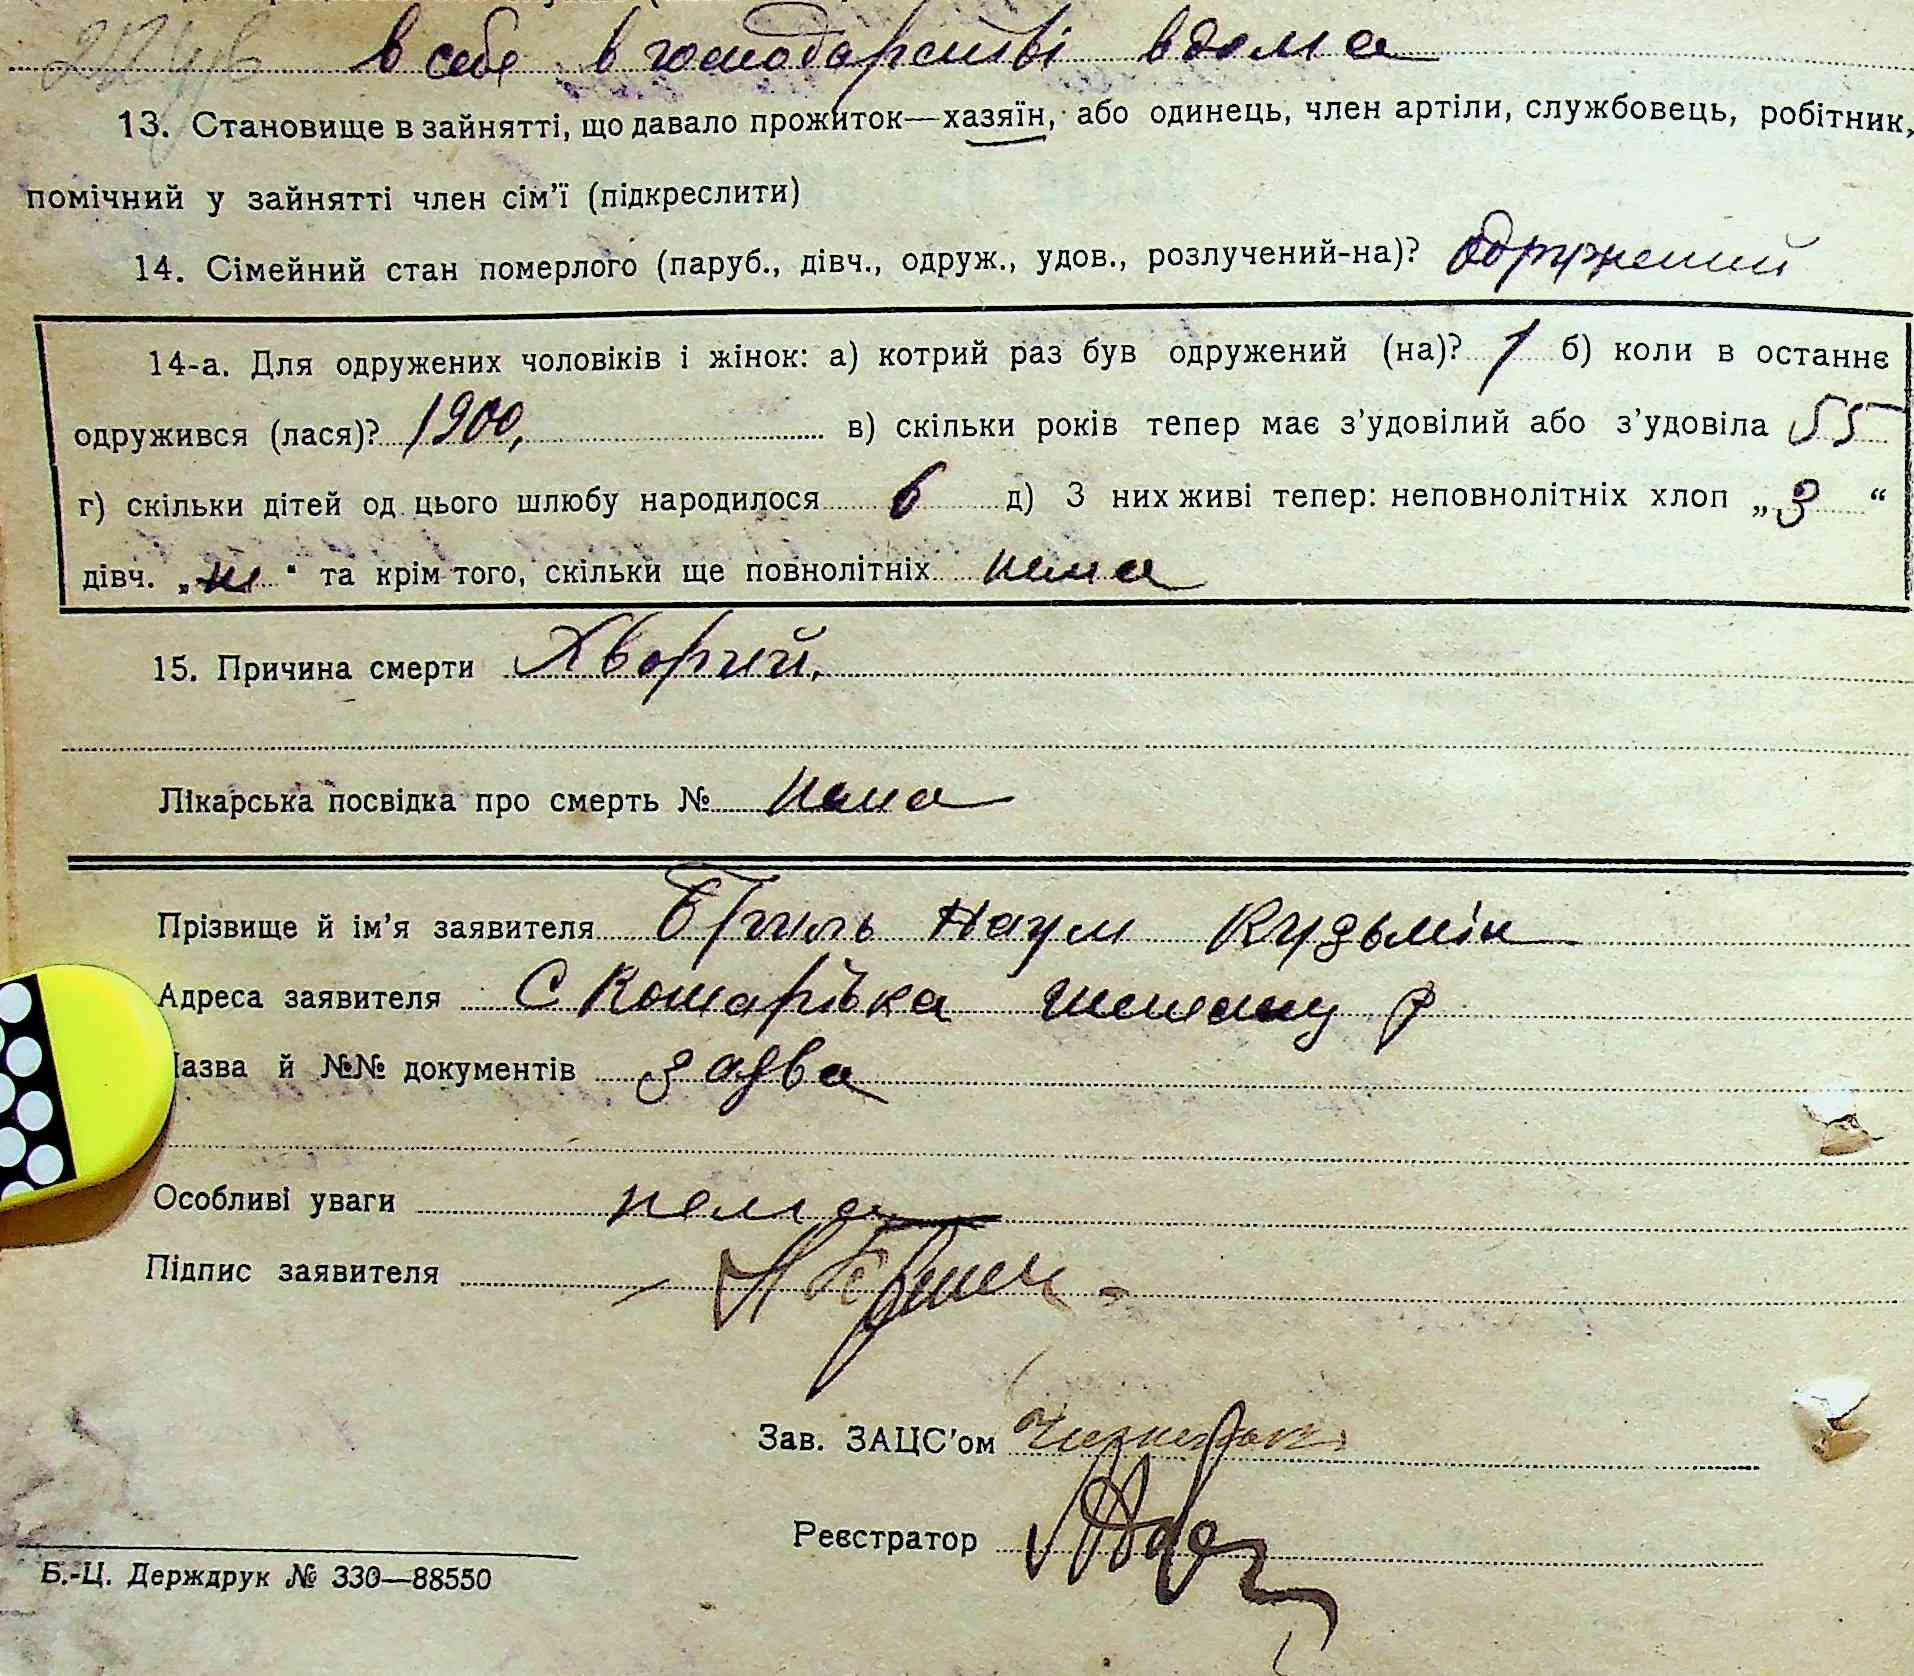 в себе в господарстві вдома
13. Становище в зайнятті, що давало прожиток—хазяїн, або одинець, член артіли, службовець, робітник,
помічний у зайнятті член сім’ї (підкреслити)
14. Сімейний стан померлого (паруб., дівч., одруж., удов., розлучений-на)? одружений
14-а. Для одружених чоловіків і жінок: а) котрий раз був одружений (на)? 1 б) коли в останнє
одружився (лася)? 1900, в) скільки років тепер має з’удовілий або з’удовіла 55
г) скільки дітей од цього шлюбу народилося 6 д) З них живі тепер: неповнолітніх хлоп „3“
дівч. „ “ та крім того, скільки ще повнолітніх нема
15. Причина смерти Хворий.
Лікарська посвідка про смерть № нема
Прізвище й ім’я заявителя Наум Кудьмін
Адреса заявителя С Кошарівка р
Назва й №№ документів заява
Особливі уваги нема
Підпис заявителя
Зав. ЗАЦС’ом
Реєстратор
Б.-Ц. Держдрук № 330—88550